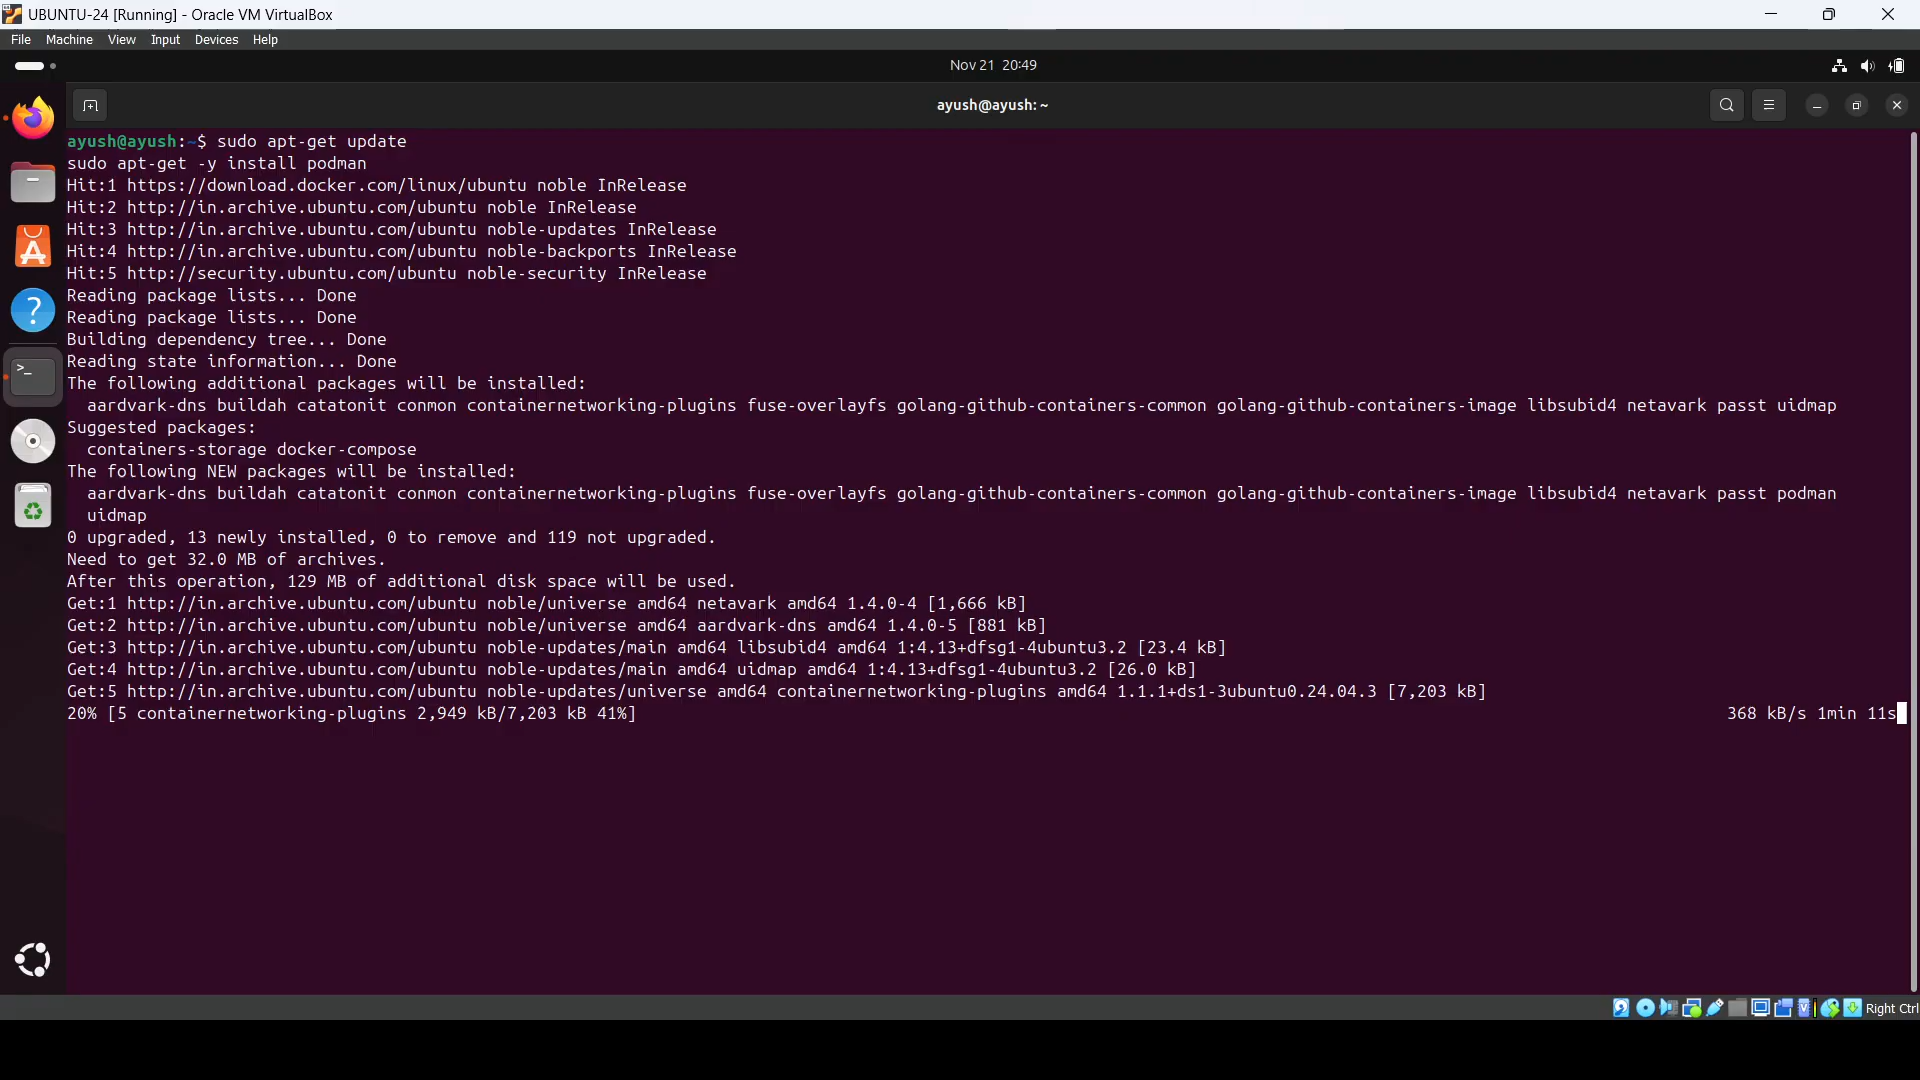 UBUNTU-24 [Running] - Oracle VM VirtualBox
File Machine View Input Devices Help
Nov 21 20:49
ayush@ayush: ~
ayush@ayush:~$ sudo apt-get update
sudo apt-get -y install podman
Hit:1 https://download.docker.com/linux/ubuntu noble InRelease
Hit:2 http://in.archive.ubuntu.com/ubuntu noble InRelease
Hit:3 http://in.archive.ubuntu.com/ubuntu noble-updates InRelease
Hit:4 http://in.archive.ubuntu.com/ubuntu noble-backports InRelease
Hit:5 http://security.ubuntu.com/ubuntu noble-security InRelease
Reading package lists... Done
Reading package lists... Done
Building dependency tree... Done
Reading state information... Done
The following additional packages will be installed:
  aardvark-dns buildah catatonit conmon containernetworking-plugins fuse-overlayfs golang-github-containers-common golang-github-containers-image libsubid4 netavark passt uidmap
Suggested packages:
  containers-storage docker-compose
The following NEW packages will be installed:
  aardvark-dns buildah catatonit conmon containernetworking-plugins fuse-overlayfs golang-github-containers-common golang-github-containers-image libsubid4 netavark passt podman
  uidmap
0 upgraded, 13 newly installed, 0 to remove and 119 not upgraded.
Need to get 32.0 MB of archives.
After this operation, 129 MB of additional disk space will be used.
Get:1 http://in.archive.ubuntu.com/ubuntu noble/universe amd64 netavark amd64 1.4.0-4 [1,666 kB]
Get:2 http://in.archive.ubuntu.com/ubuntu noble/universe amd64 aardvark-dns amd64 1.4.0-5 [881 kB]
Get:3 http://in.archive.ubuntu.com/ubuntu noble-updates/main amd64 libsubid4 amd64 1:4.13+dfsg1-4ubuntu3.2 [23.4 kB]
Get:4 http://in.archive.ubuntu.com/ubuntu noble-updates/main amd64 uidmap amd64 1:4.13+dfsg1-4ubuntu3.2 [26.0 kB]
Get:5 http://in.archive.ubuntu.com/ubuntu noble-updates/universe amd64 containernetworking-plugins amd64 1.1.1+ds1-3ubuntu0.24.04.3 [7,203 kB]
20% [5 containernetworking-plugins 2,949 kB/7,203 kB 41%] 368 kB/s 1min 11s
Right Ctrl